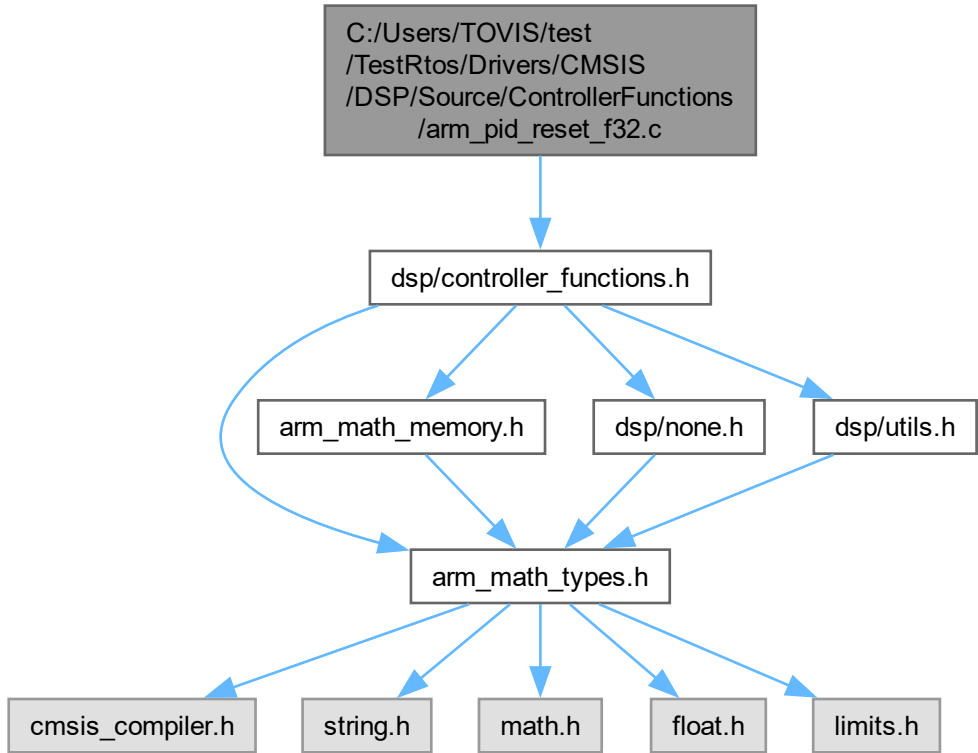 C:/Users/TOVIS/test
/TestRtos/Drivers/CMSIS
/DSP/Source/ControllerFunctions
/arm_pid_reset_f32.c
dsp/controller_functions.h
arm_math_memory.h
dsp/none.h
dsp/utils.h
arm_math_types.h
cmsis_compiler.h
string.h
math.h
float.h
limits.h